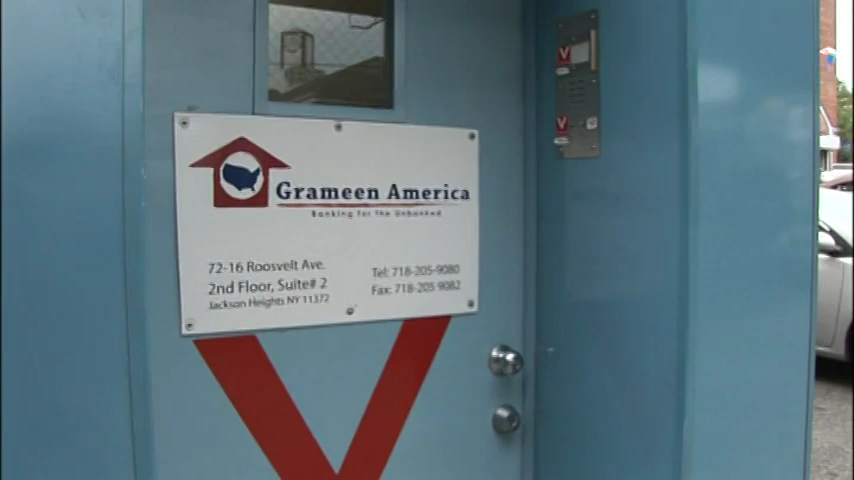 Grameen America
Banking for the Unbanked
72-16 Roosvelt Ave.
2nd Floor, Suite# 2
Jackson Heights NY 11372
Tel: 718-205-9080
Fax: 718-205 9082
V
V
V